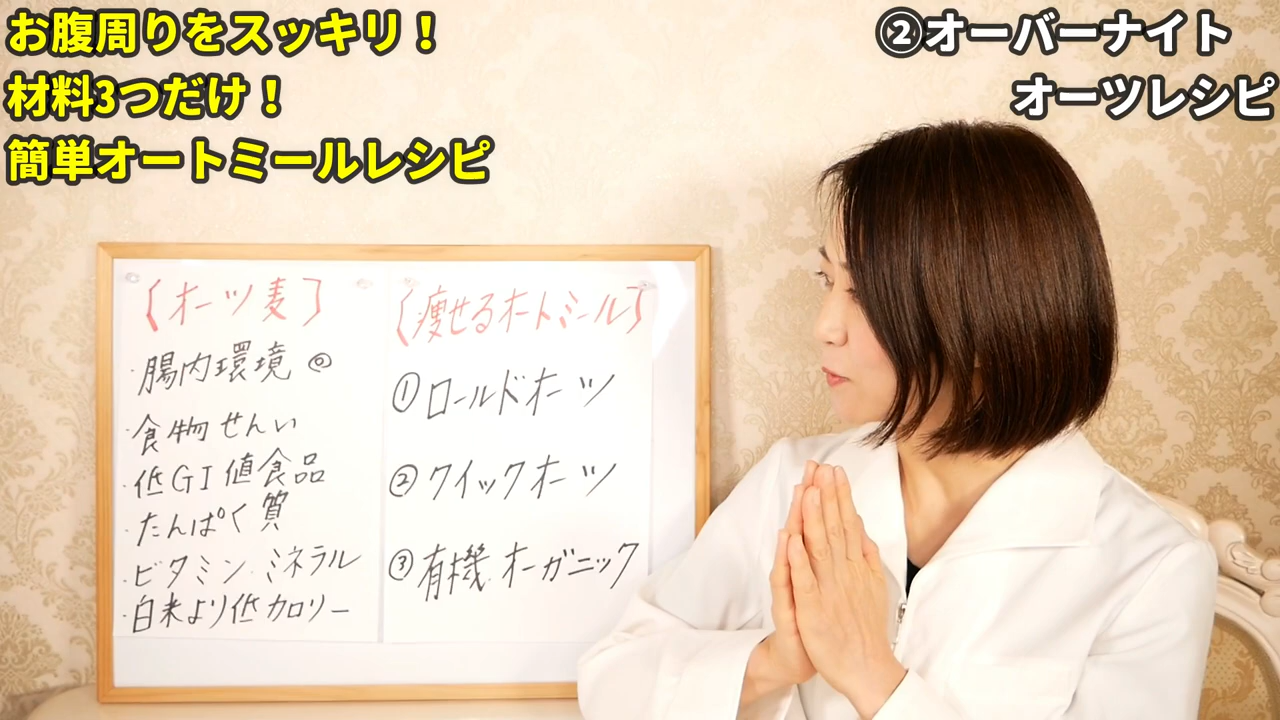 お腹周りをスッキリ！
材料3つだけ！
簡単オートミールレシピ
②オーバーナイト
オーツレシピ
〔オーツ麦〕
・腸内環境 ◎
・食物せんい
・低GI値食品
・たんぱく質
・ビタミン.ミネラル
・白米より低カロリー
〔痩せるオートミール〕
①ロールドオーツ
②クイックオーツ
③有機.オーガニック